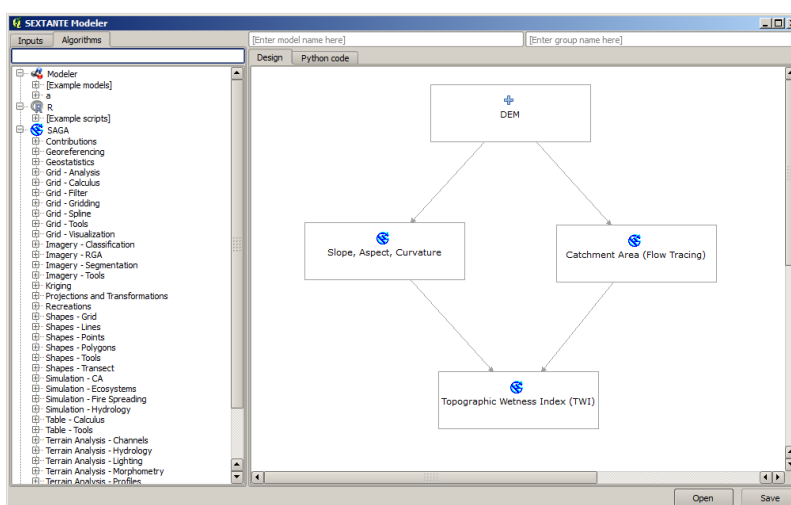 SEXTANTE Modeler
Inputs
Algorithms
[Enter model name here]
[Enter group name here]
Design
Python code
Modeler
[Example models]
a
R
[Example scripts]
SAGA
Contributions
Georeferencing
Geostatistics
Grid - Analysis
Grid - Calculus
Grid - Filter
Grid - Gridding
Grid - Spline
Grid - Tools
Grid - Visualization
Imagery - Classification
Imagery - RGA
Imagery - Segmentation
Imagery - Tools
Kriging
Projections and Transformations
Recreations
Shapes - Grid
Shapes - Lines
Shapes - Points
Shapes - Polygons
Shapes - Tools
Shapes - Transect
Simulation - CA
Simulation - Ecosystems
Simulation - Fire Spreading
Simulation - Hydrology
Table - Calculus
Table - Tools
Terrain Analysis - Channels
Terrain Analysis - Hydrology
Terrain Analysis - Lighting
Terrain Analysis - Morphometry
Terrain Analysis - Profiles
DEM
Slope, Aspect, Curvature
Catchment Area (Flow Tracing)
Topographic Wetness Index (TWI)
Open
Save